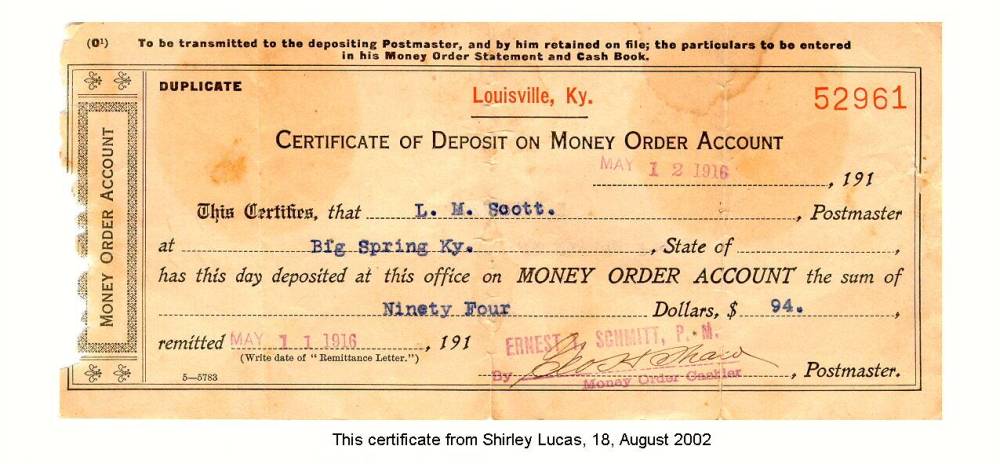 (O¹) To be transmitted to the depositing Postmaster, and by him retained on file; the particulars to be entered
in his Money Order Statement and Cash Book.
MONEY ORDER ACCOUNT
DUPLICATE
Louisville, Ky.
52961
CERTIFICATE OF DEPOSIT ON MONEY ORDER ACCOUNT
MAY 12 1916, 191
This Certifies, that L. M. Scott., Postmaster
at Big Spring Ky., State of ,
has this day deposited at this office on MONEY ORDER ACCOUNT the sum of
Ninety Four Dollars, $ 94. ,
remitted MAY 11 1916, 191
(Write date of "Remittance Letter.")
ERNEST SCHMITT, P. M.
Geo H Shaw
By Money Order Cashier, Postmaster.
5—5783
This certificate from Shirley Lucas, 18, August 2002